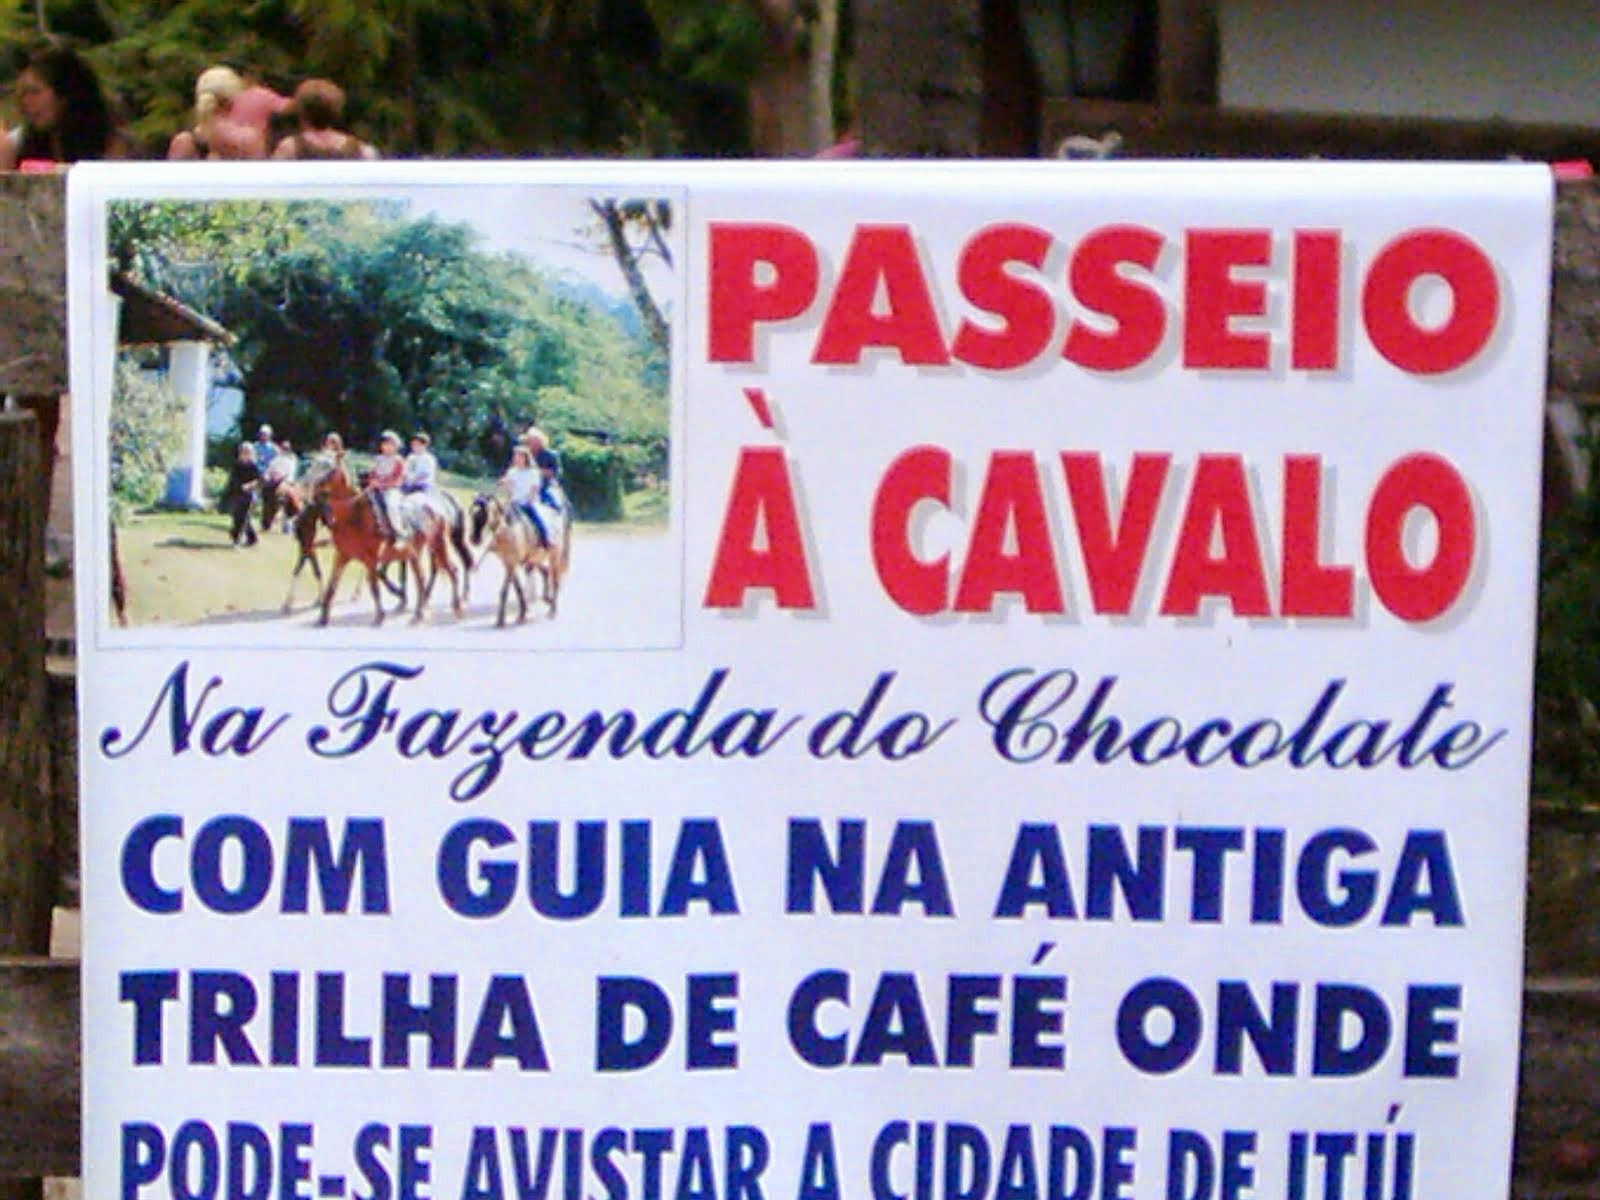 PASSEIO
À CAVALO
Na Fazenda do Chocolate
COM GUIA NA ANTIGA
TRILHA DE CAFÉ ONDE
PODE-SE AVISTAR A CIDADE DE ITÚ